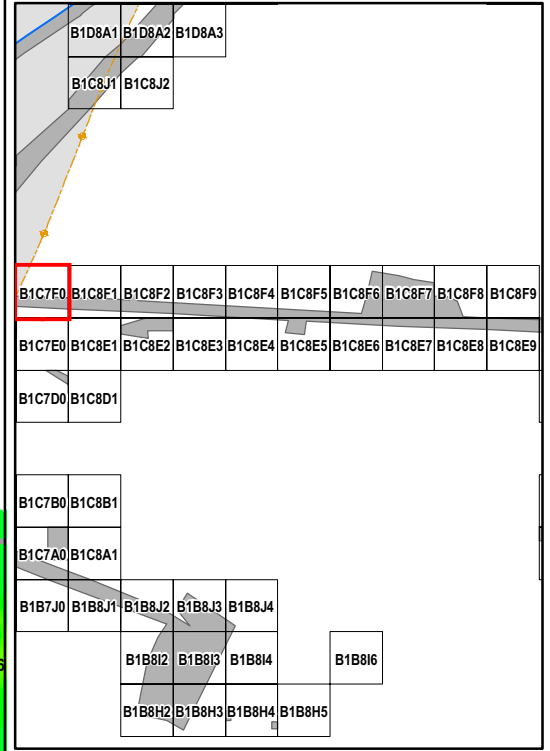 B1D8A1 B1D8A2 B1D8A3
B1C8J1 B1C8J2
B1C7F0 B1C8F1 B1C8F2 B1C8F3 B1C8F4 B1C8F5 B1C8F6 B1C8F7 B1C8F8 B1C8F9
B1C7E0 B1C8E1 B1C8E2 B1C8E3 B1C8E4 B1C8E5 B1C8E6 B1C8E7 B1C8E8 B1C8E9
B1C7D0 B1C8D1
B1C7B0 B1C8B1
B1C7A0 B1C8A1
B1B7J0 B1B8J1 B1B8J2 B1B8J3 B1B8J4
B1B8I2 B1B8I3 B1B8I4 B1B8I6
B1B8H2 B1B8H3 B1B8H4 B1B8H5